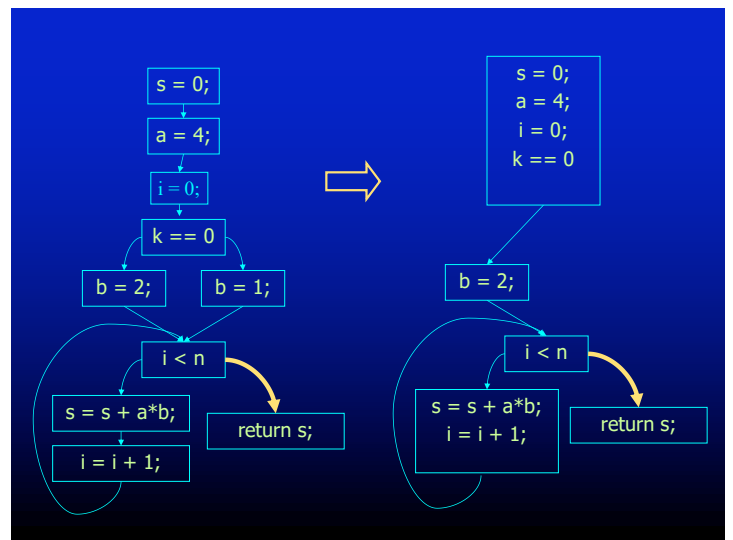 s = 0;
a = 4;
i = 0;
k == 0
b = 2;
b = 1;
i < n
s = s + a*b;
i = i + 1;
return s;
s = 0;
a = 4;
i = 0;
k == 0
b = 2;
i < n
s = s + a*b;
i = i + 1;
return s;